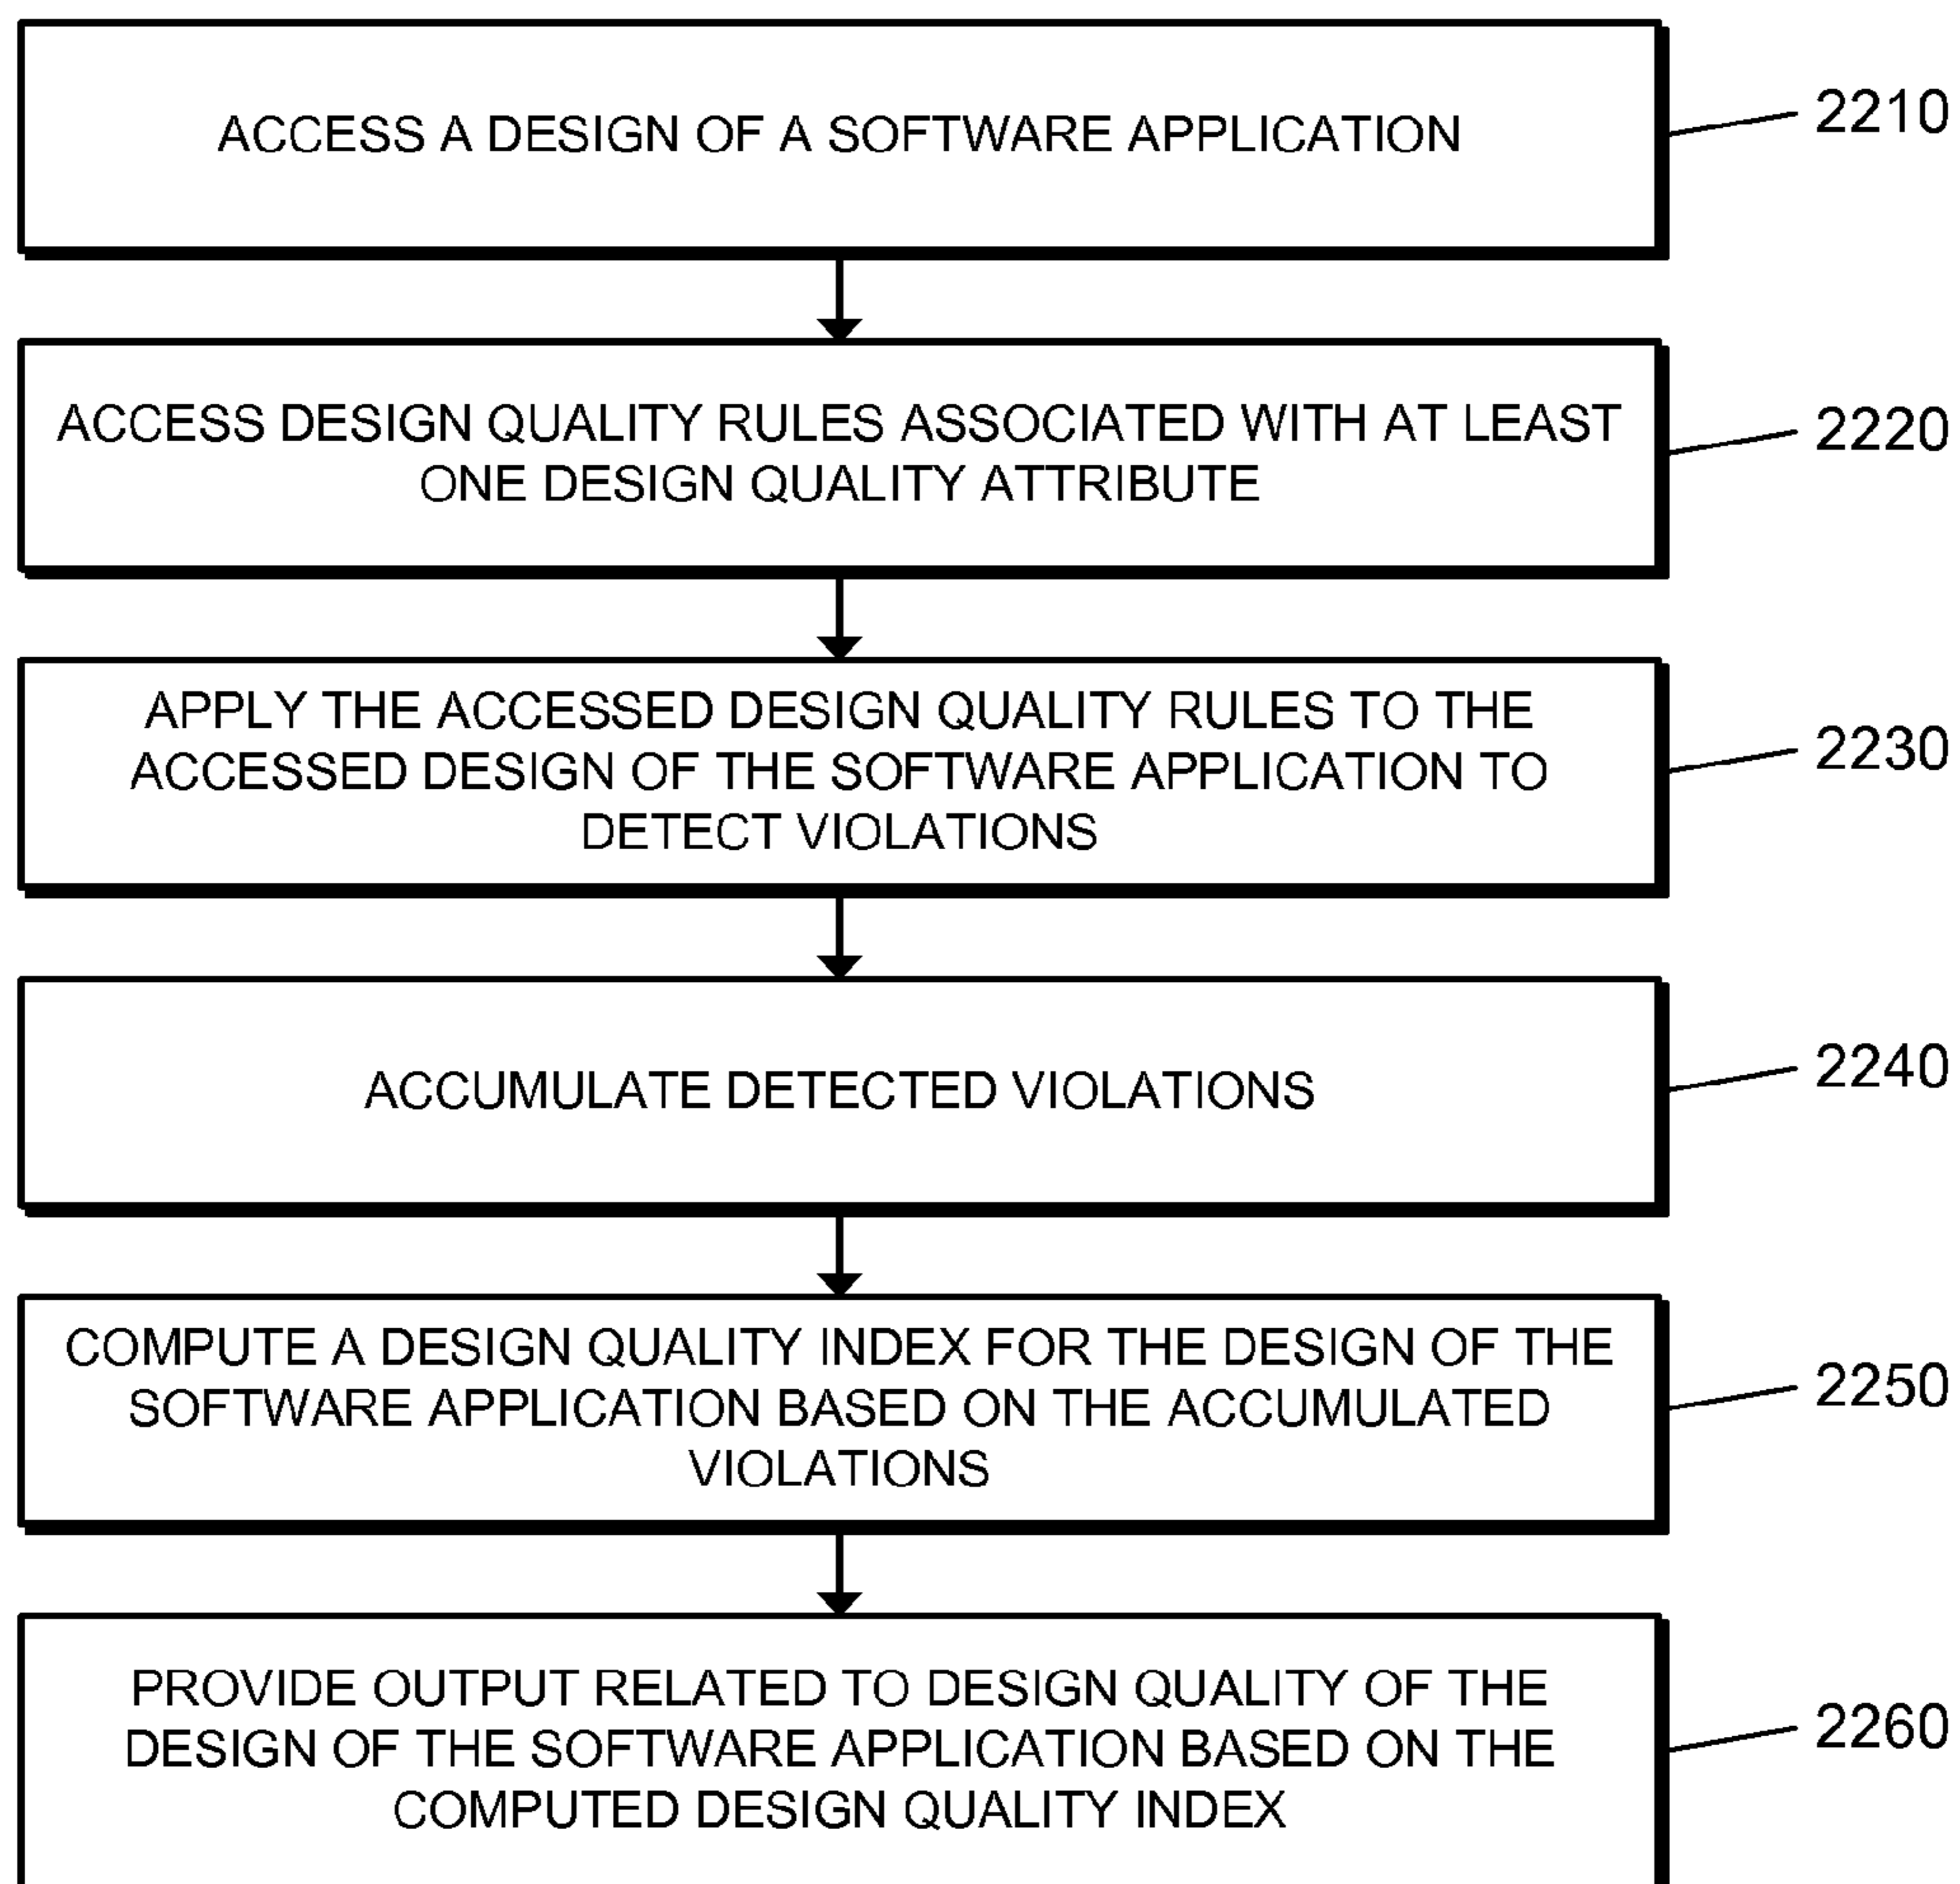 ACCESS A DESIGN OF A SOFTWARE APPLICATION
2210
ACCESS DESIGN QUALITY RULES ASSOCIATED WITH AT LEAST
ONE DESIGN QUALITY ATTRIBUTE
2220
APPLY THE ACCESSED DESIGN QUALITY RULES TO THE
ACCESSED DESIGN OF THE SOFTWARE APPLICATION TO
DETECT VIOLATIONS
2230
ACCUMULATE DETECTED VIOLATIONS
2240
COMPUTE A DESIGN QUALITY INDEX FOR THE DESIGN OF THE
SOFTWARE APPLICATION BASED ON THE ACCUMULATED
VIOLATIONS
2250
PROVIDE OUTPUT RELATED TO DESIGN QUALITY OF THE
DESIGN OF THE SOFTWARE APPLICATION BASED ON THE
COMPUTED DESIGN QUALITY INDEX
2260